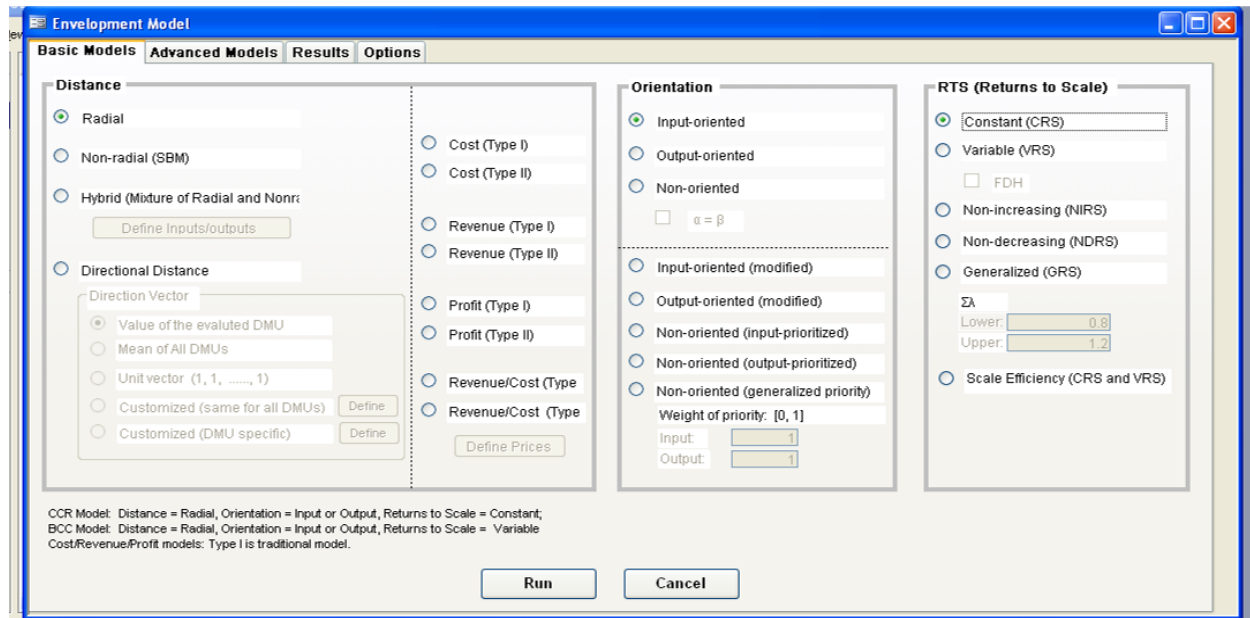 ev
Envelopment Model
Basic Models Advanced Models Results Options
Distance
Radial
Non-radial (SBM)
Hybrid (Mixture of Radial and Nonra
Define Inputs/outputs
Directional Distance
Direction Vector
Value of the evaluted DMU
Mean of All DMUs
Unit vector (1, 1, ......, 1)
Customized (same for all DMUs) Define
Customized (DMU specific) Define
Cost (Type I)
Cost (Type II)
Revenue (Type I)
Revenue (Type II)
Profit (Type I)
Profit (Type II)
Revenue/Cost (Type
Revenue/Cost (Type
Define Prices
Orientation
Input-oriented
Output-oriented
Non-oriented
α = β
Input-oriented (modified)
Output-oriented (modified)
Non-oriented (input-prioritized)
Non-oriented (output-prioritized)
Non-oriented (generalized priority)
Weight of priority: [0, 1]
Input: 1
Output: 1
RTS (Returns to Scale)
Constant (CRS)
Variable (VRS)
FDH
Non-increasing (NIRS)
Non-decreasing (NDRS)
Generalized (GRS)
Σλ
Lower: 0.8
Upper: 1.2
Scale Efficiency (CRS and VRS)
CCR Model: Distance = Radial, Orientation = Input or Output, Returns to Scale = Constant;
BCC Model: Distance = Radial, Orientation = Input or Output, Returns to Scale = Variable
Cost/Revenue/Profit models: Type I is traditional model.
Run Cancel